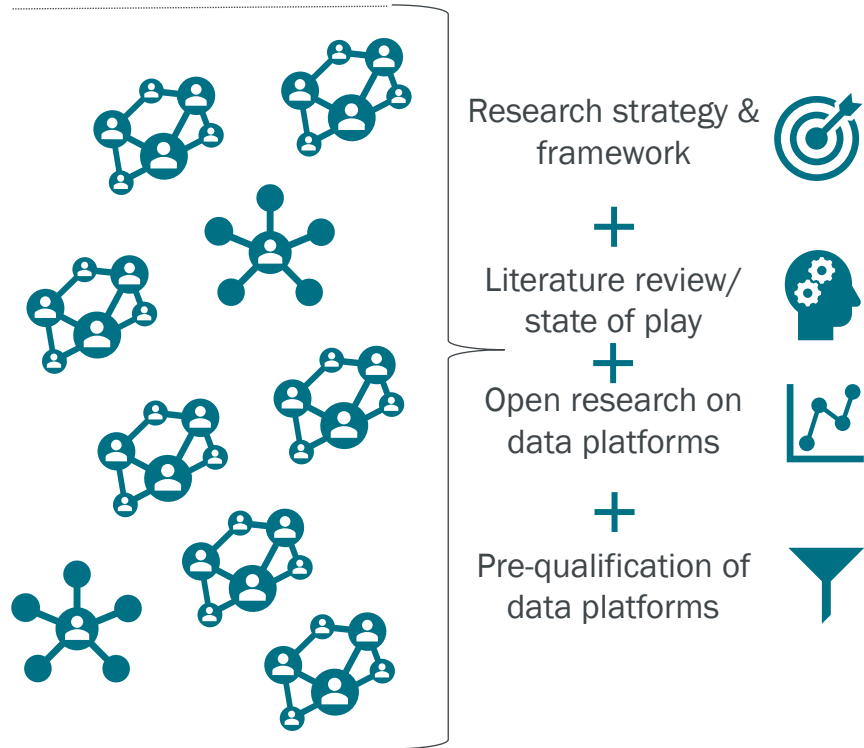 Research strategy &
framework
+
Literature review/
state of play
+
Open research on
data platforms
+
Pre-qualification of
data platforms